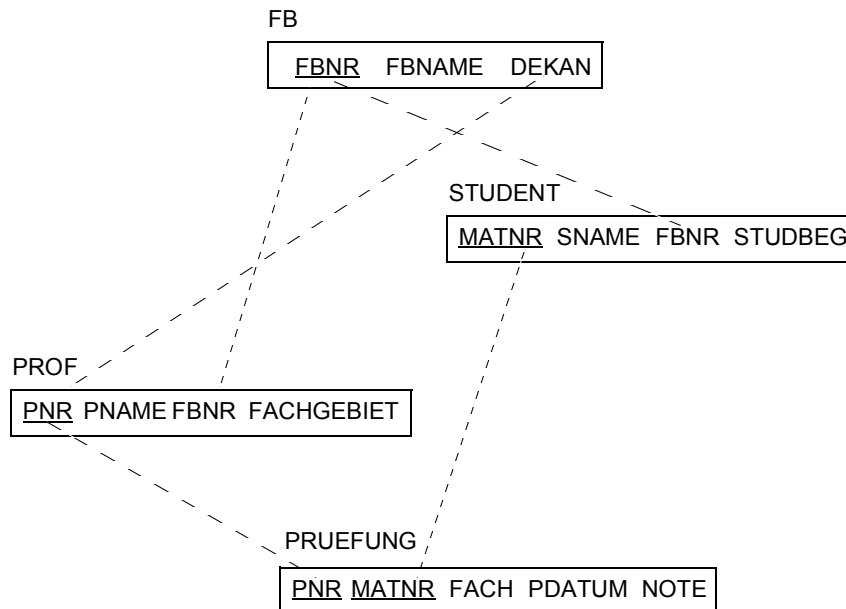 FB
FBNR FBNAME DEKAN
STUDENT
MATNR SNAME FBNR STUDBEG
PROF
PNR PNAME FBNR FACHGEBIET
PRUEFUNG
PNR MATNR FACH PDATUM NOTE